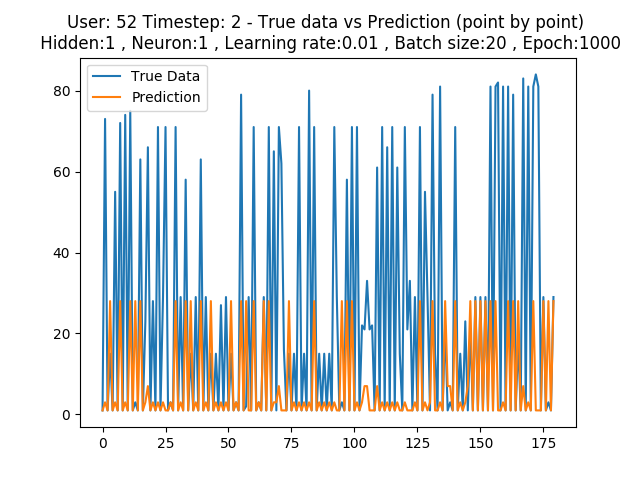 User: 52 Timestep: 2 - True data vs Prediction (point by point)
Hidden:1 , Neuron:1 , Learning rate:0.01 , Batch size:20 , Epoch:1000
True Data
Prediction
80
60
40
20
0
0 25 50 75 100 125 150 175